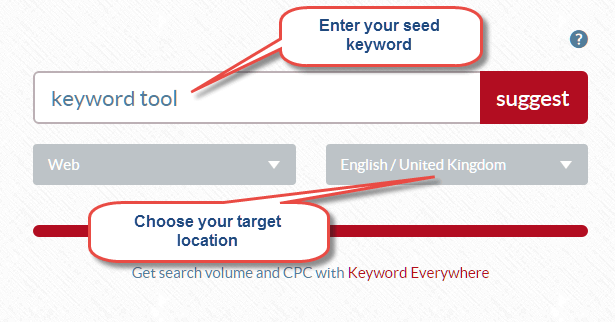 Enter your seed
keyword
?
keyword tool
suggest
Web
English / United Kingdom
Choose your target
location
Get search volume and CPC with Keyword Everywhere